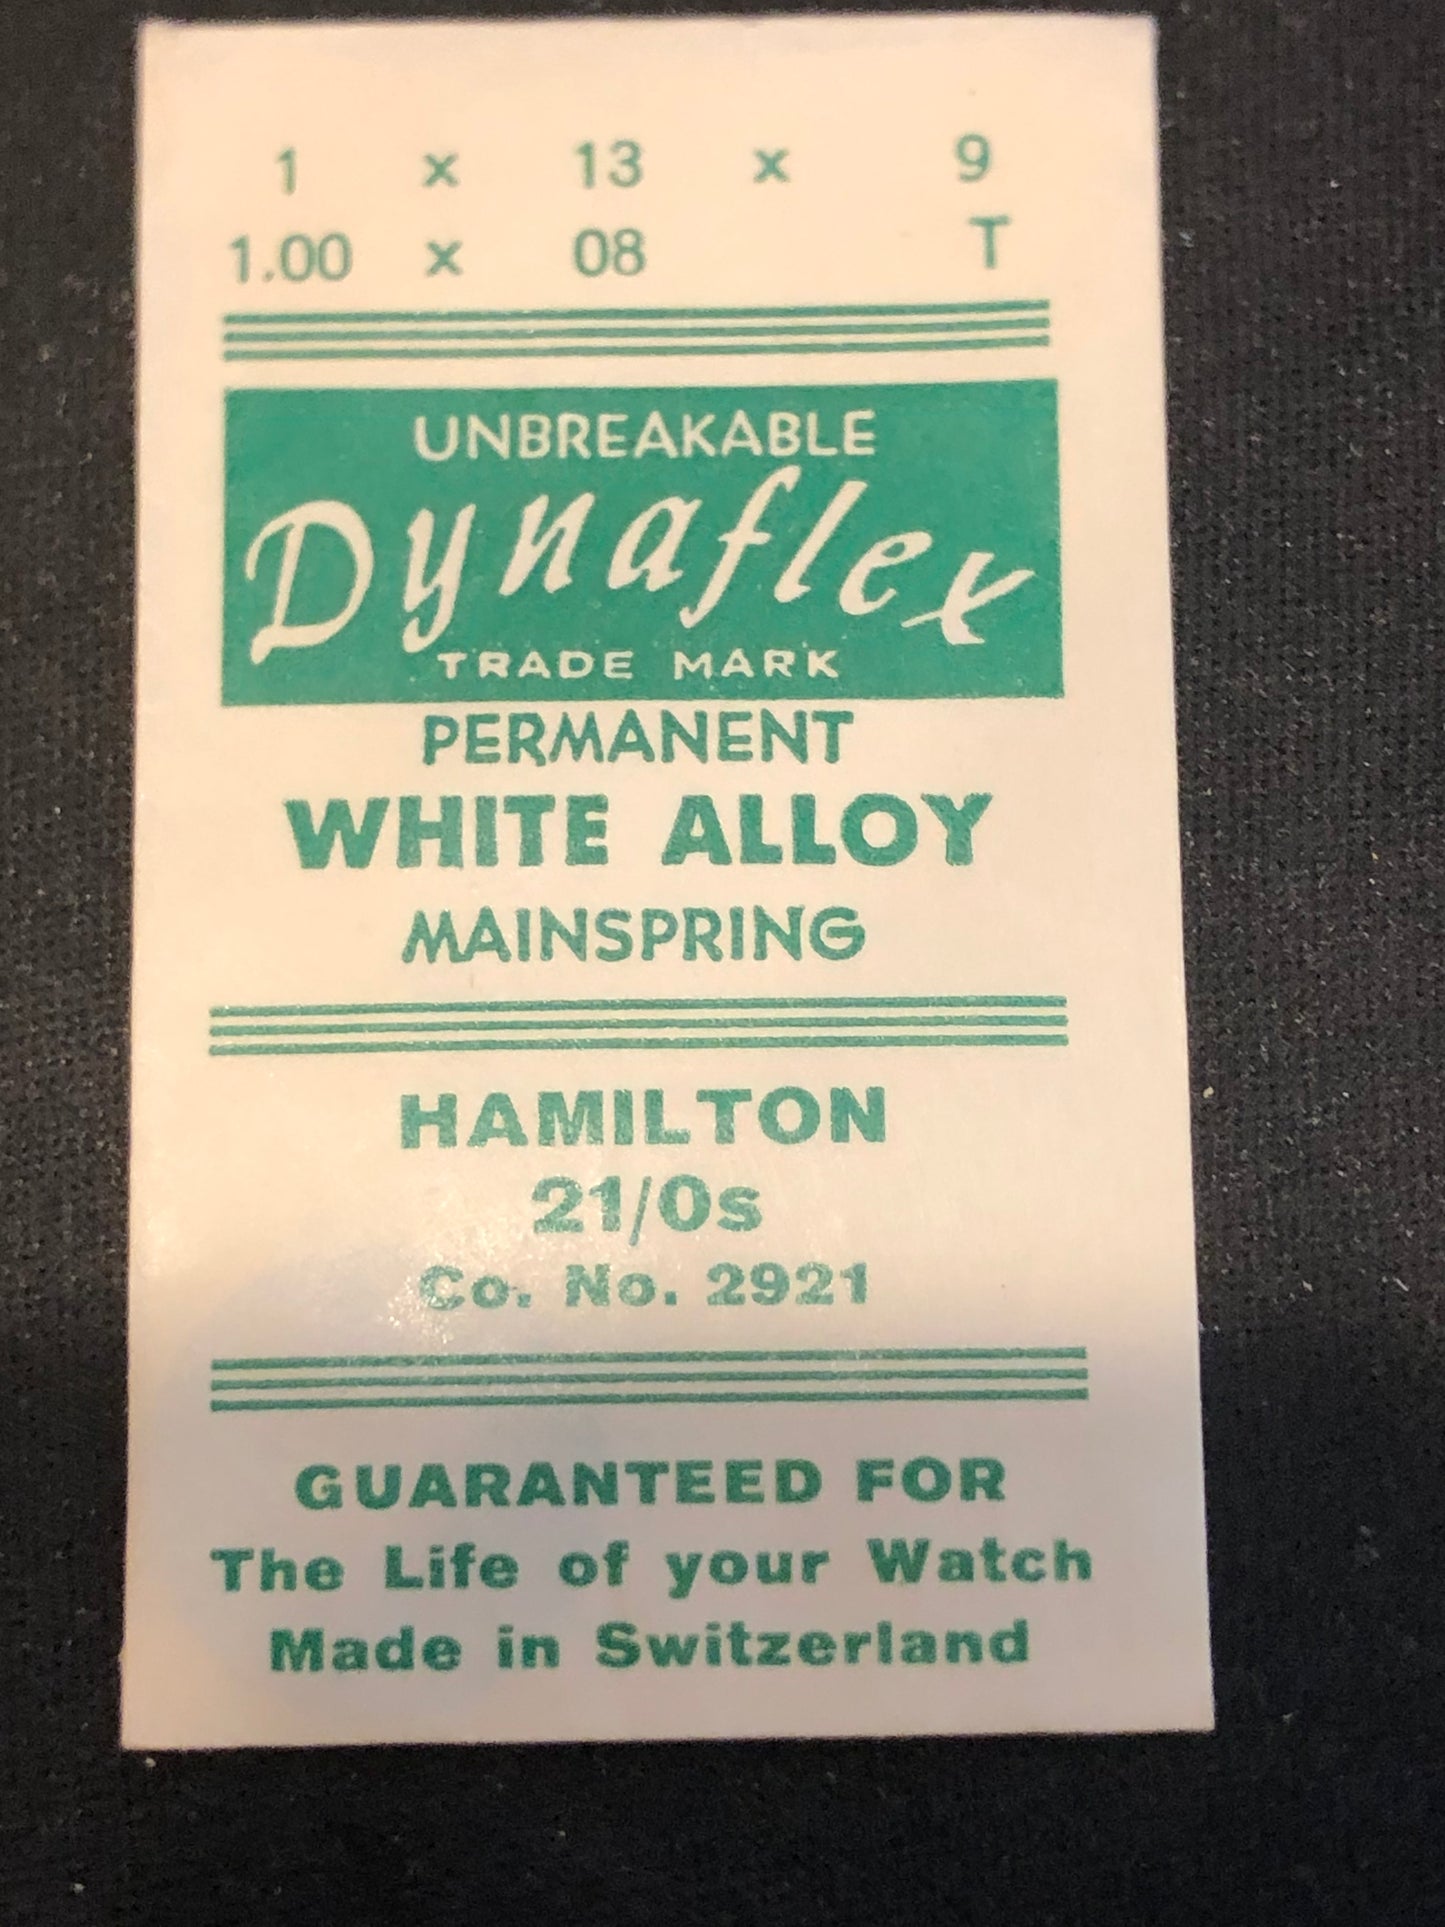 1 x 13 x 9
1.00 x 08 T
UNBREAKABLE
Dynaflex
TRADE MARK
PERMANENT
WHITE ALLOY
MAINSPRING
HAMILTON
21/0s
Co. No. 2921
GUARANTEED FOR
The Life of your Watch
Made in Switzerland